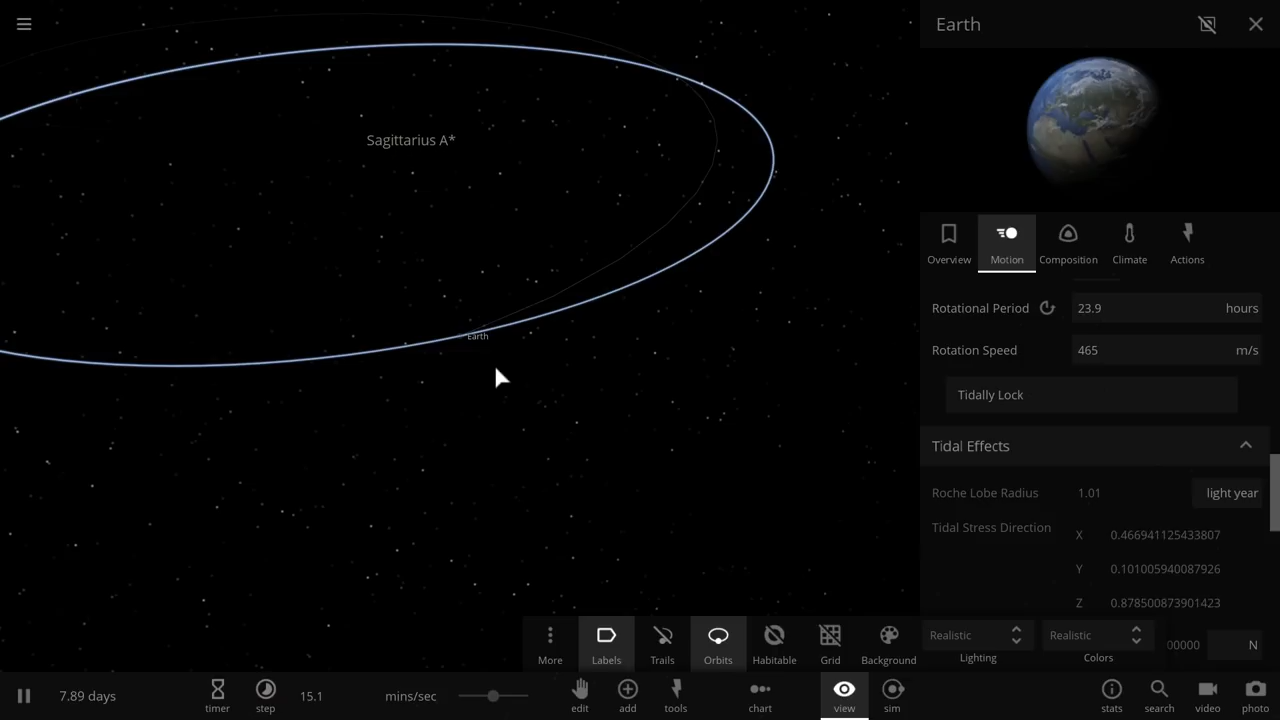 Earth
Sagittarius A*
Earth
Overview
Motion
Composition
Climate
Actions
Rotational Period 23.9 hours
Rotation Speed 465 m/s
Tidally Lock
Tidal Effects
Roche Lobe Radius 1.01 light year
Tidal Stress Direction
X 0.466941125433807
Y 0.101005940087926
Z 0.878500873901423
00000 N
Realistic
Lighting
Realistic
Colors
More
Labels
Trails
Orbits
Habitable
Grid
Background
7.89 days
timer
step
15.1 mins/sec
edit
add
tools
chart
view
sim
stats
search
video
photo